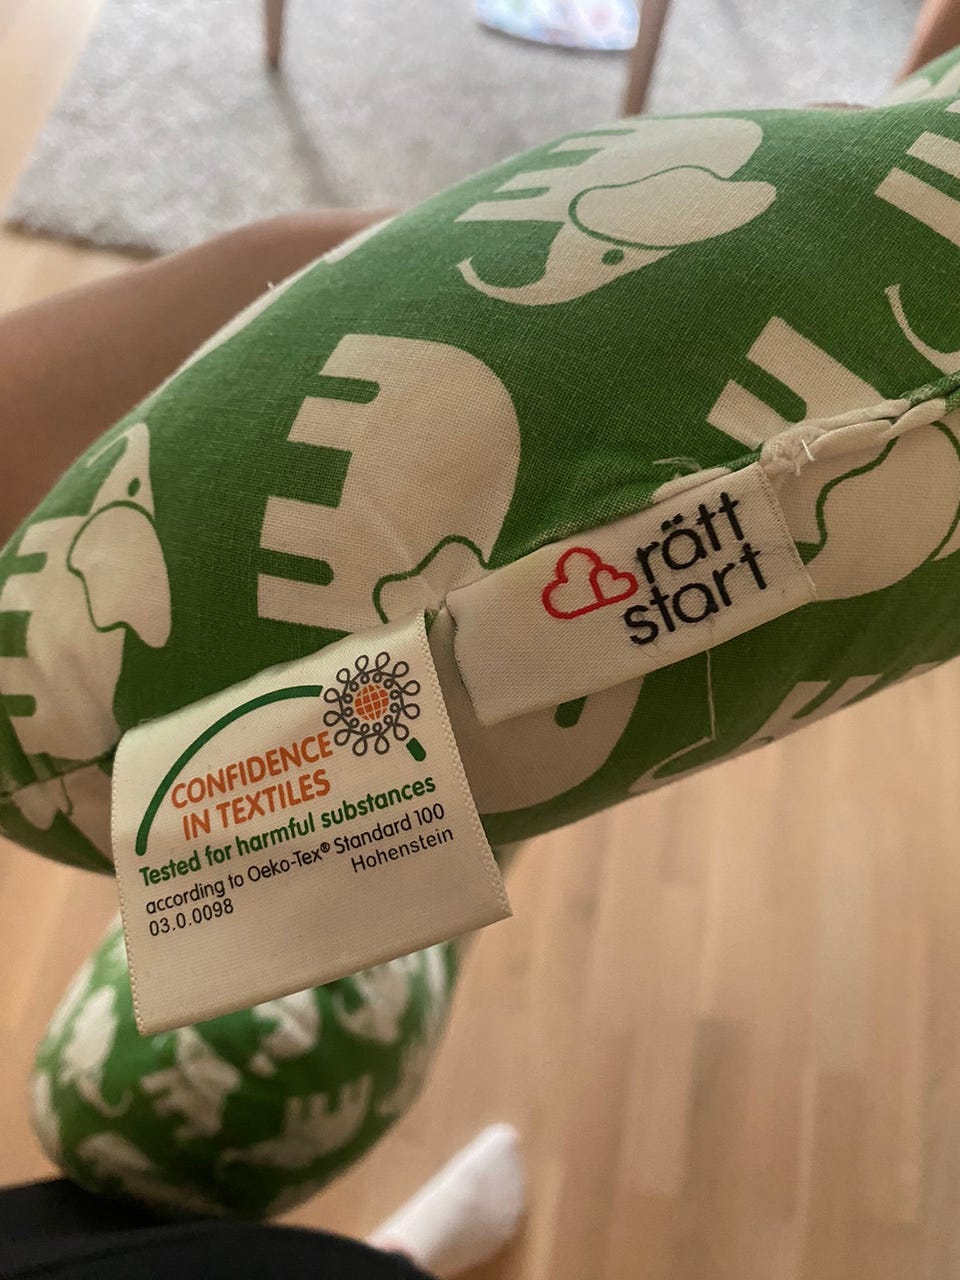 rätt
start
CONFIDENCE
IN TEXTILES
Tested for harmful substances
according to Oeko-Tex® Standard 100
Hohenstein
03.0.0098